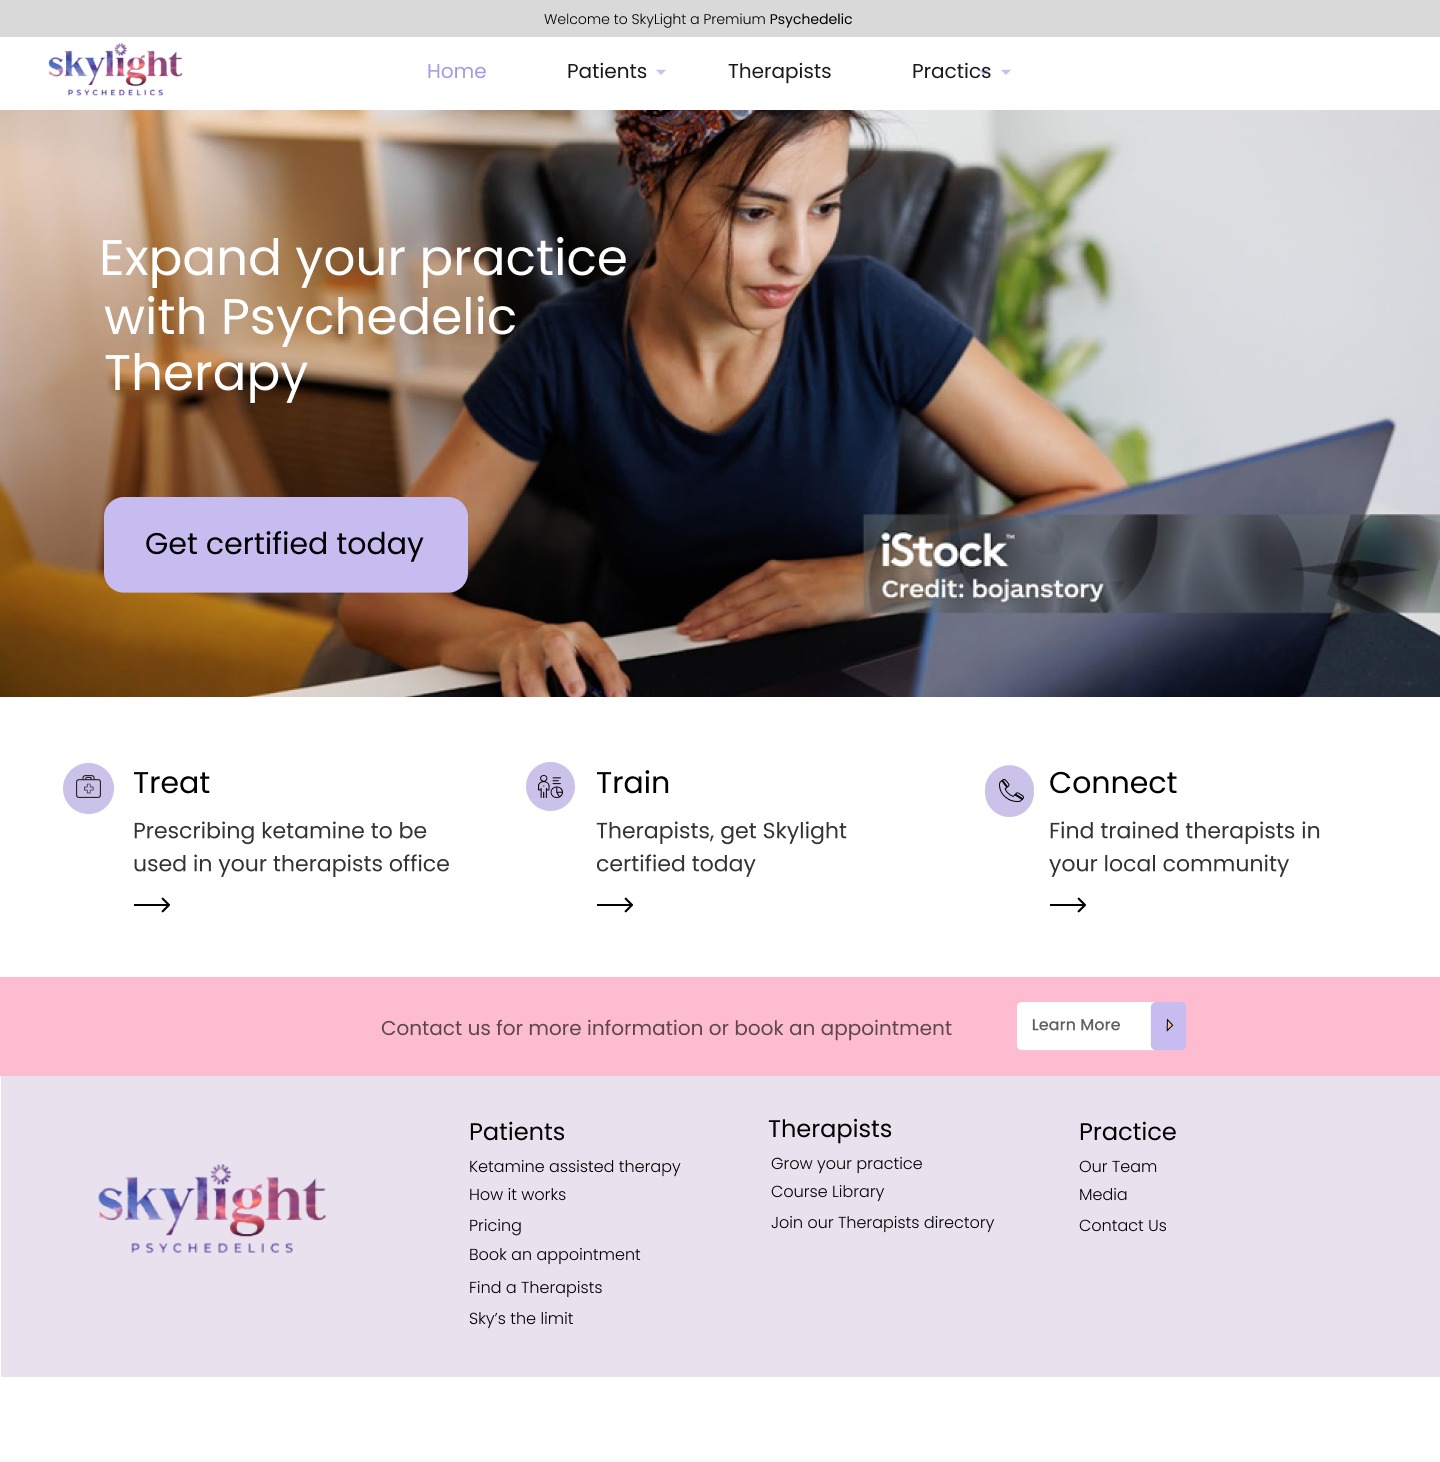 Welcome to SkyLight a Premium Psychedelic
skylight
PSYCHEDELICS
Home
Patients
Therapists
Practics
Expand your practice
with Psychedelic
Therapy
Get certified today
iStock™
Credit: bojanstory
Treat
Prescribing ketamine to be
used in your therapists office
Train
Therapists, get Skylight
certified today
Connect
Find trained therapists in
your local community
Contact us for more information or book an appointment
Learn More
skylight
PSYCHEDELICS
Patients
Ketamine assisted therapy
How it works
Pricing
Book an appointment
Find a Therapists
Sky’s the limit
Therapists
Grow your practice
Course Library
Join our Therapists directory
Practice
Our Team
Media
Contact Us